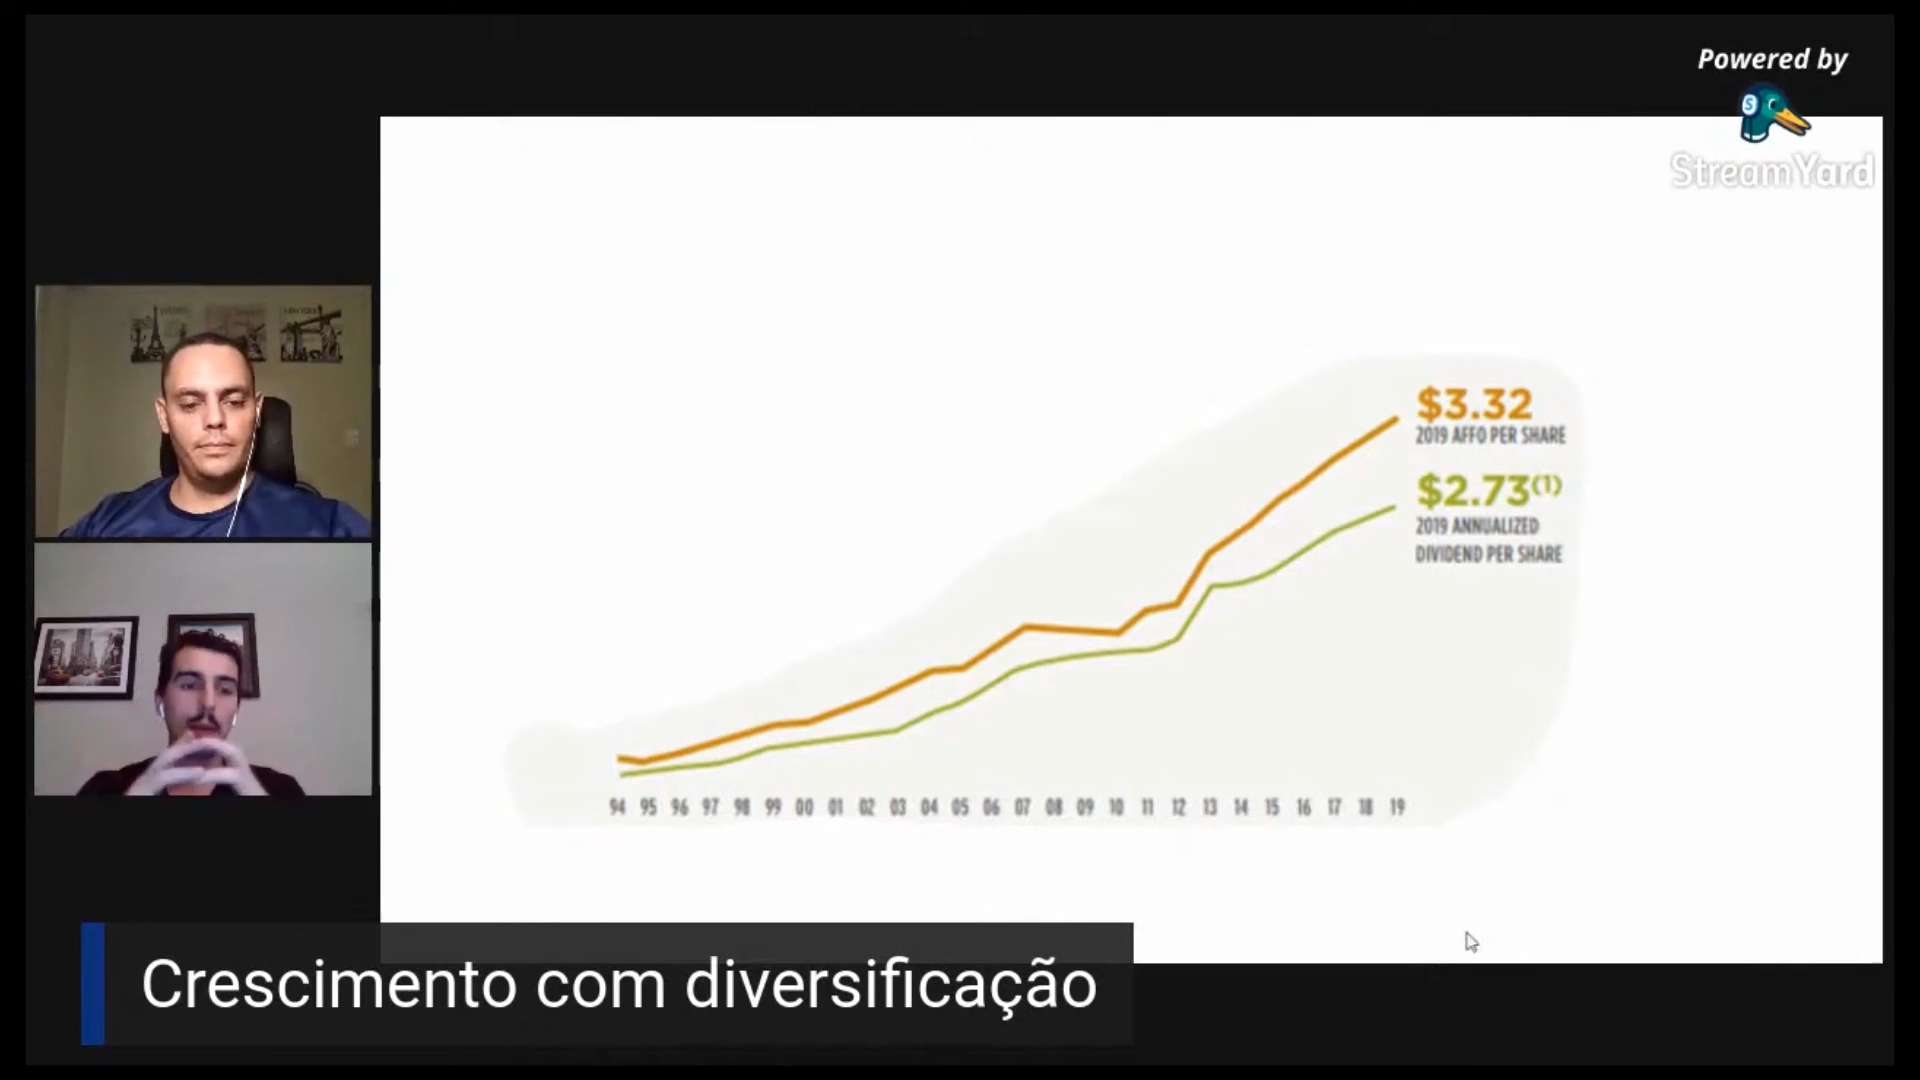 Powered by
StreamYard
$3.32
2019 AFFO PER SHARE
$2.73(1)
2019 ANNUALIZED
DIVIDEND PER SHARE
94 95 96 97 98 99 00 01 02 03 04 05 06 07 08 09 10 11 12 13 14 15 16 17 18 19
Crescimento com diversificação